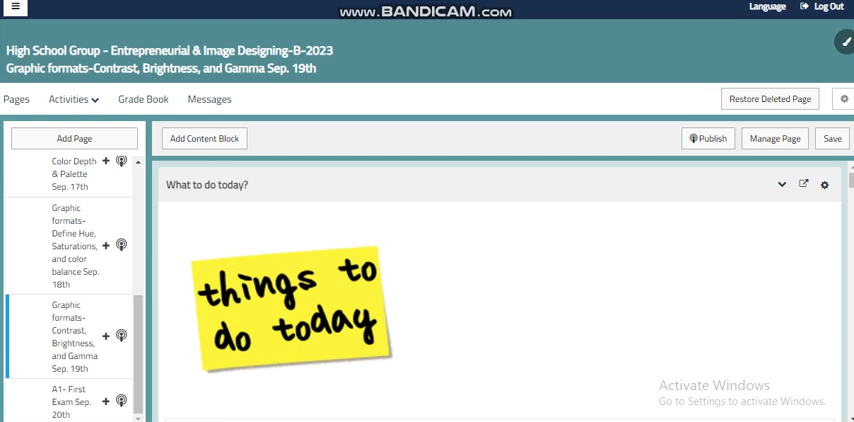 www.BANDICAM.com
Language Log Out
High School Group - Entrepreneurial & Image Designing-B-2023
Graphic formats-Contrast, Brightness, and Gamma Sep. 19th
Pages Activities Grade Book Messages Restore Deleted Page
Add Page
Add Content Block Publish Manage Page Save
Color Depth
& Palette
Sep. 17th
Graphic
formats-
Define Hue,
Saturations,
and color
balance Sep.
18th
Graphic
formats-
Contrast,
Brightness,
and Gamma
Sep. 19th
A1- First
Exam Sep.
20th
What to do today?
things to
do today
Activate Windows
Go to Settings to activate Windows.